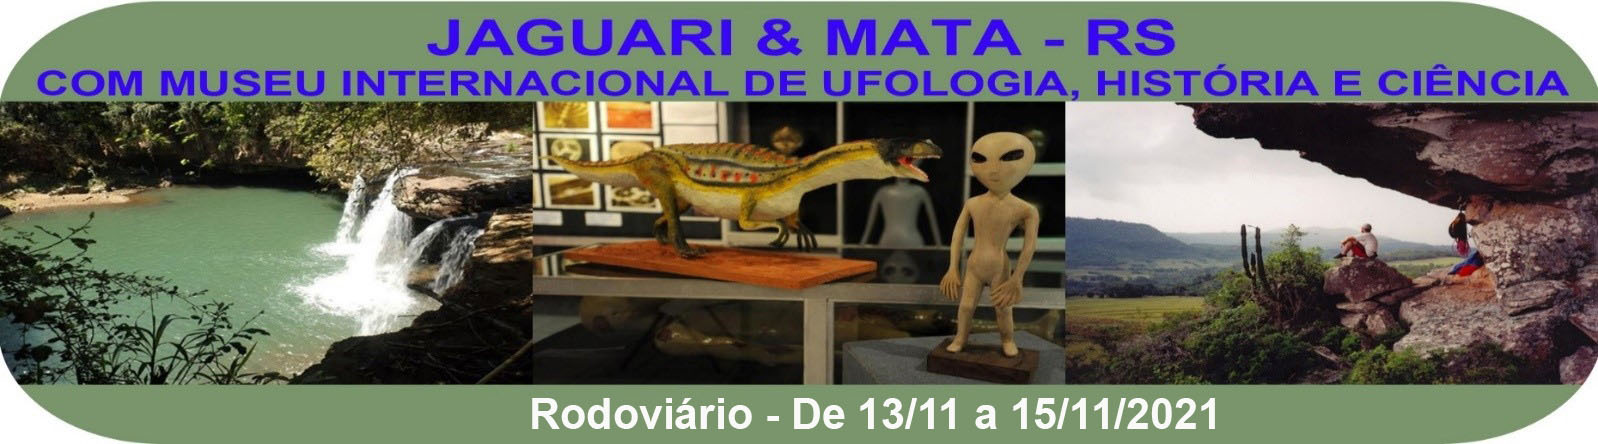 JAGUARI & MATA - RS
COM MUSEU INTERNACIONAL DE UFOLOGIA, HISTÓRIA E CIÊNCIA
Rodoviário - De 13/11 a 15/11/2021